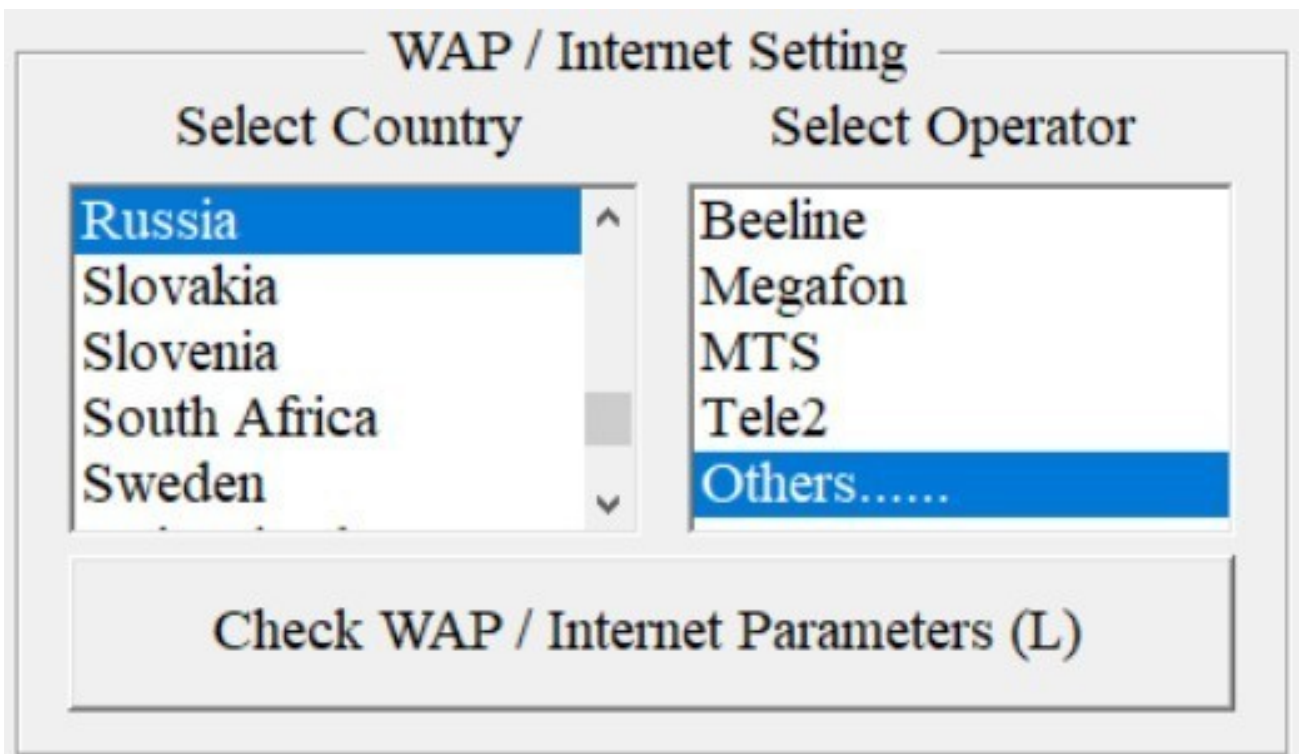 WAP / Internet Setting
Select Country
Select Operator
Russia
Slovakia
Slovenia
South Africa
Sweden
Beeline
Megafon
MTS
Tele2
Others......
Check WAP / Internet Parameters (L)